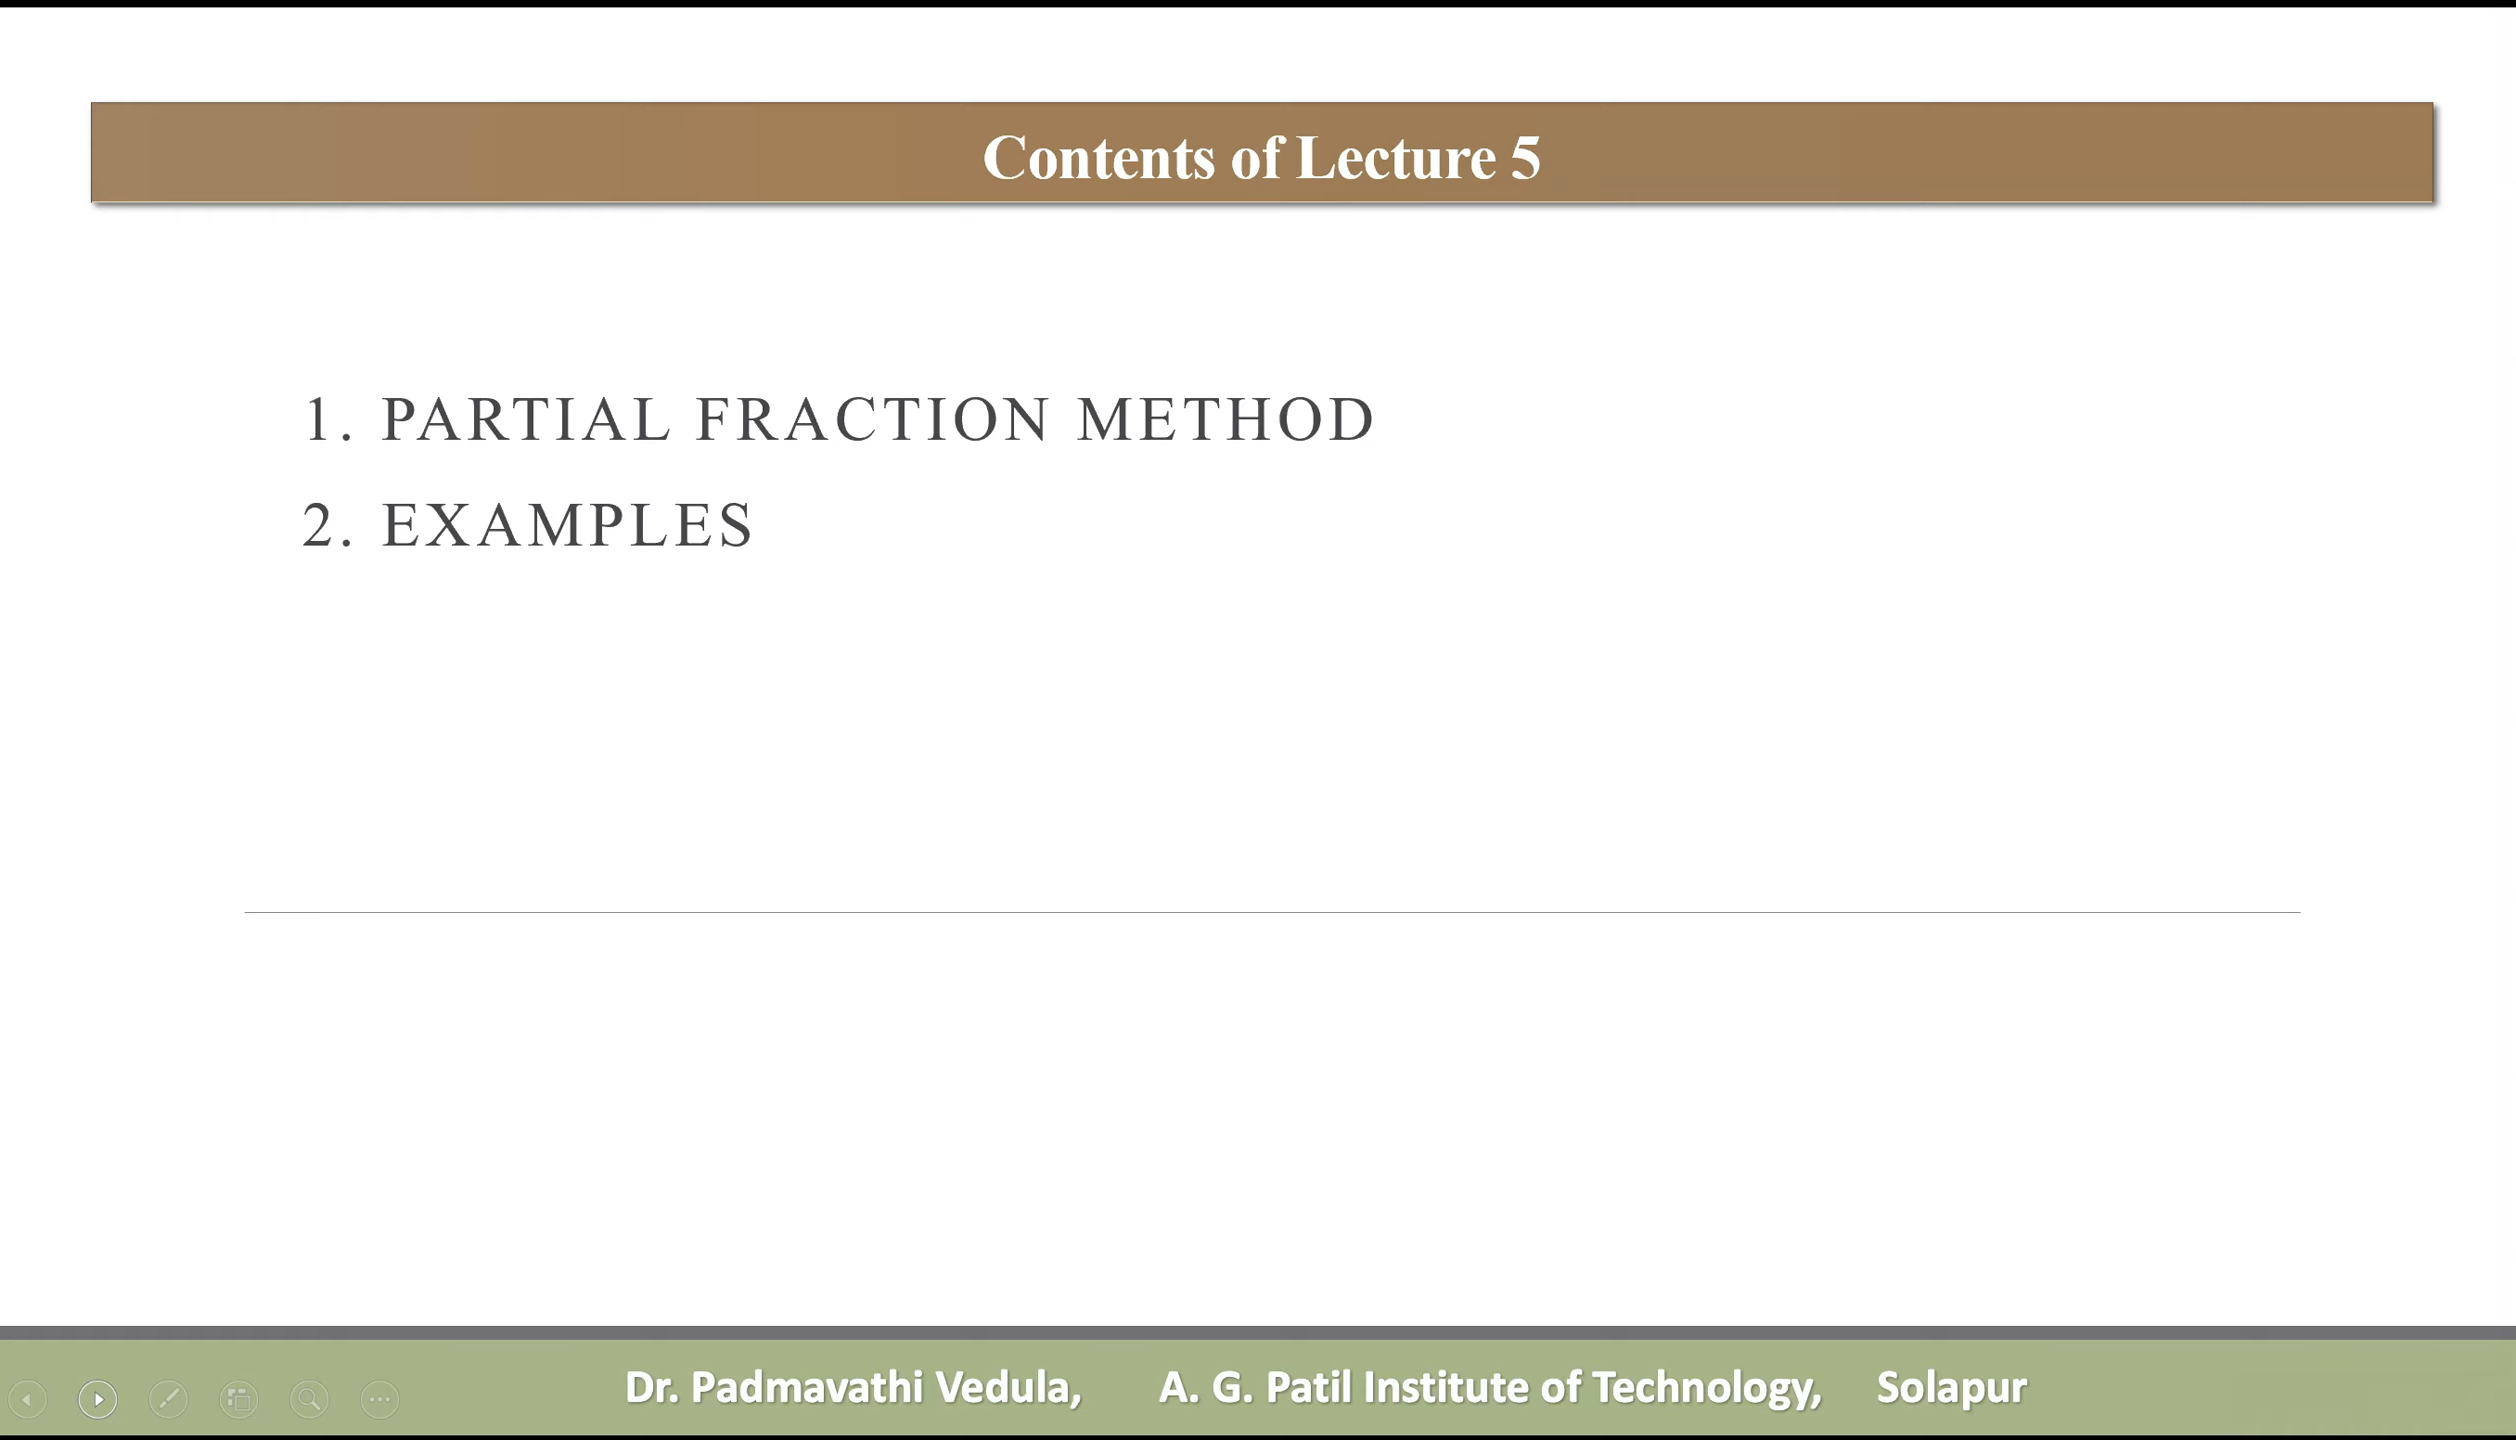 Contents of Lecture 5
1. PARTIAL FRACTION METHOD
2. EXAMPLES
Dr. Padmavathi Vedula, A. G. Patil Institute of Technology, Solapur